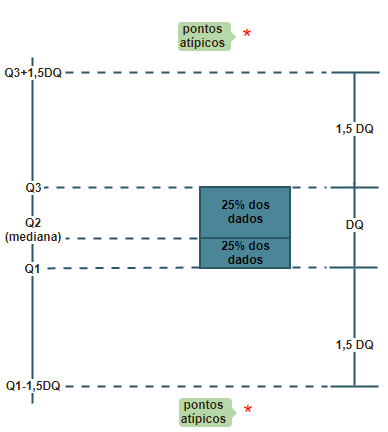 pontos
atípicos
*
Q3+1,5DQ
1,5 DQ
Q3
25% dos
dados
Q2
(mediana)
DQ
25% dos
dados
Q1
1,5 DQ
Q1-1,5DQ
pontos
atípicos
*